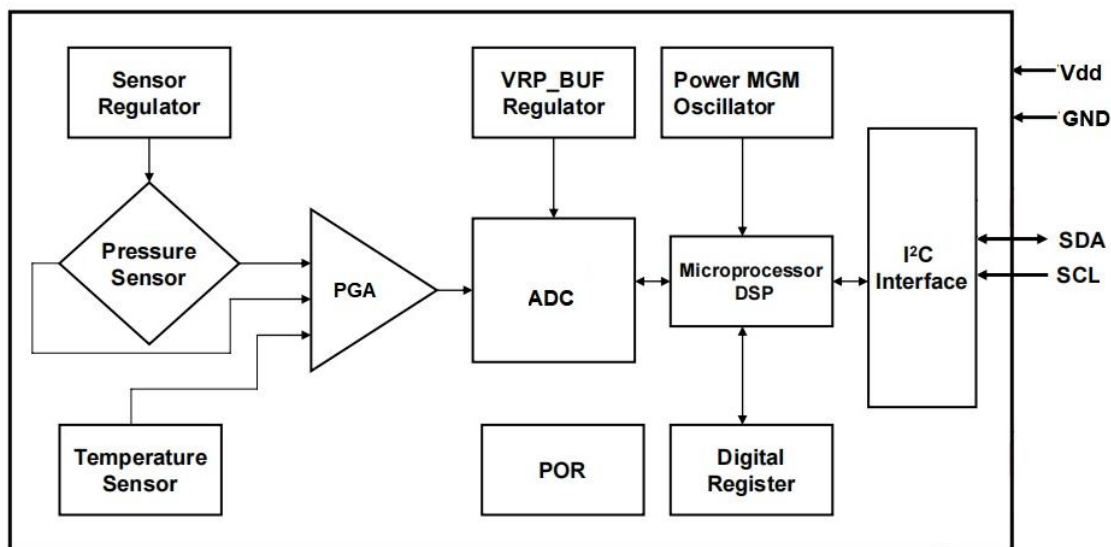 Sensor
Regulator
VRP_BUF
Regulator
Power MGM
Oscillator
Vdd
GND
Pressure
Sensor
PGA
ADC
Microprocessor
DSP
I²C
Interface
SDA
SCL
Temperature
Sensor
POR
Digital
Register